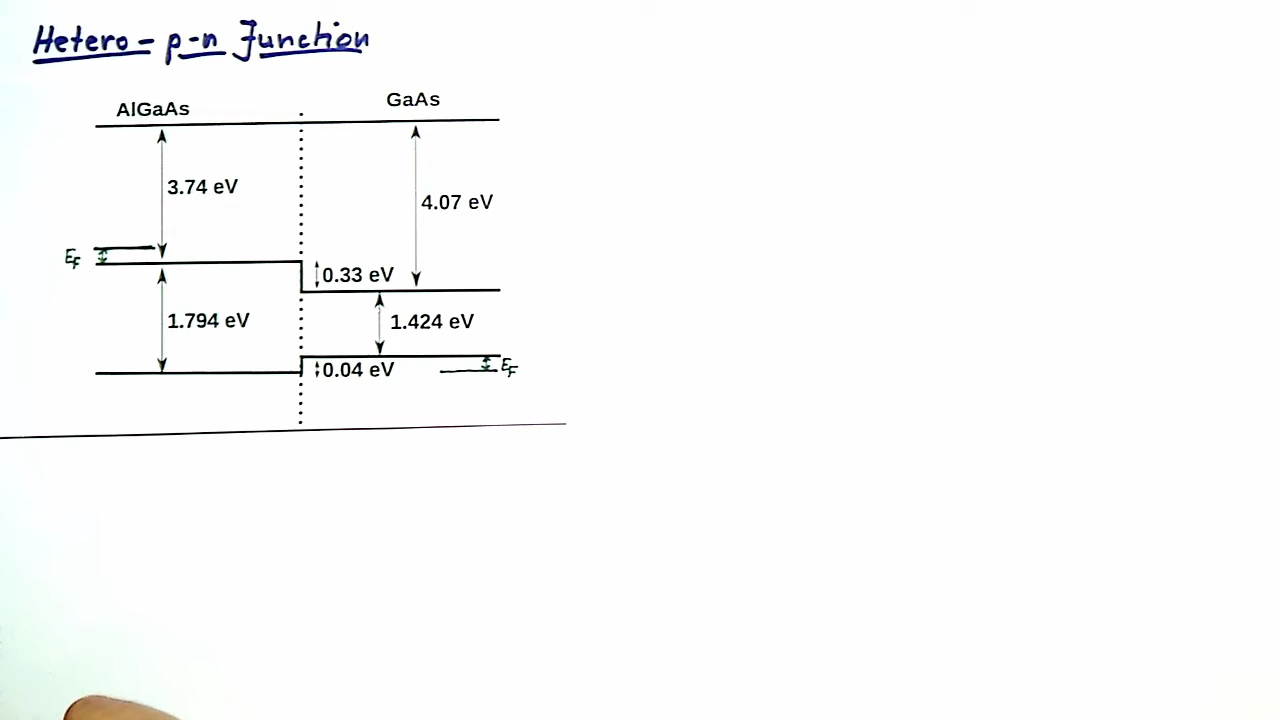 Hetero - p-n Junction
AlGaAs
GaAs
3.74 eV
4.07 eV
EF
0.33 eV
1.794 eV
1.424 eV
0.04 eV
EF